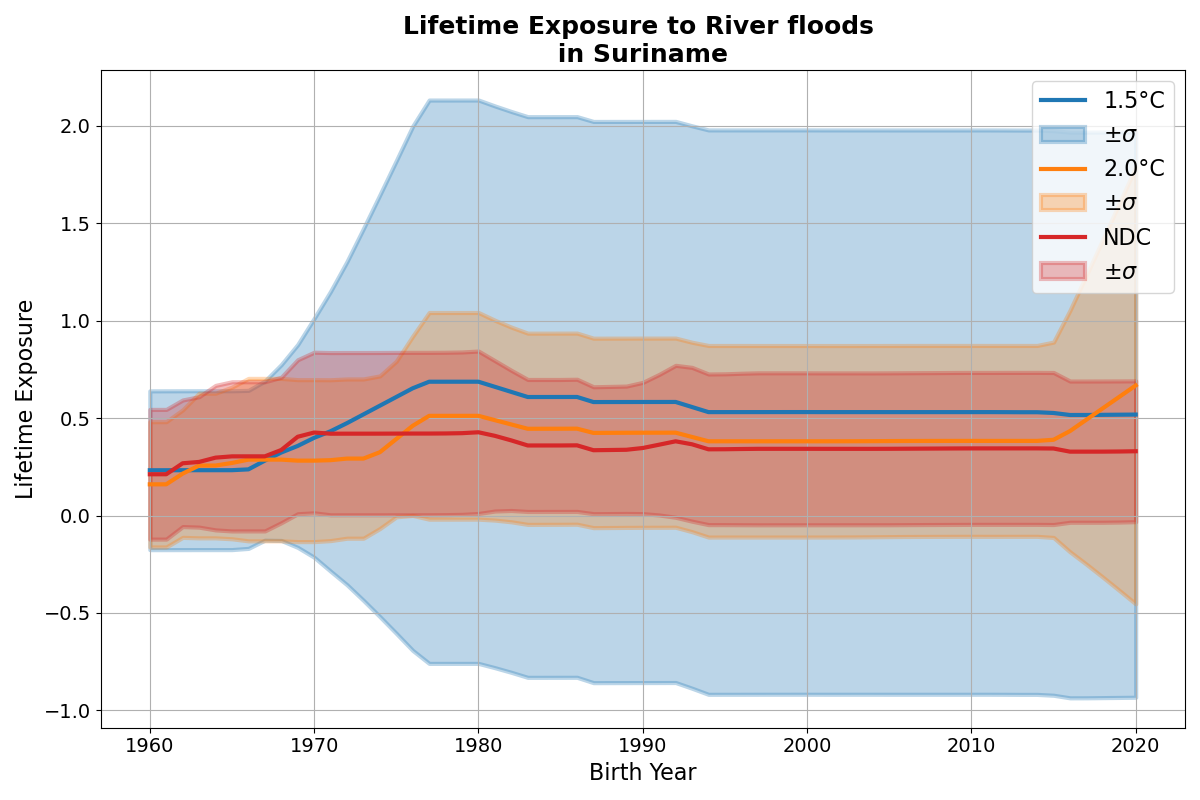 Lifetime Exposure to River floods
in Suriname
Lifetime Exposure
2.0
1.5
1.0
0.5
0.0
−0.5
−1.0
1960
1970
1980
1990
2000
2010
2020
Birth Year
1.5°C
±σ
2.0°C
±σ
NDC
±σ